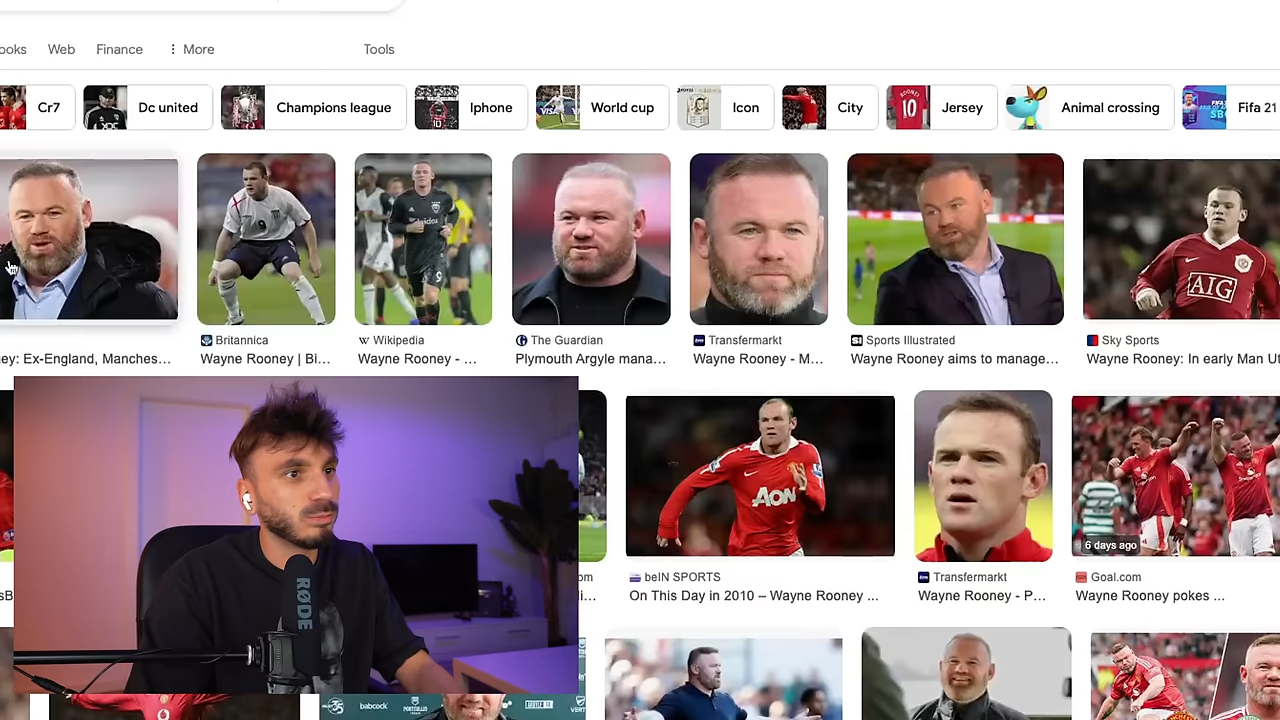 ooks Web Finance More Tools
Cr7 Dc united Champions league Iphone World cup Icon City Jersey Animal crossing Fifa 21
Britannica W Wikipedia The Guardian Transfermarkt Sports Illustrated Sky Sports
ey: Ex-England, Manches... Wayne Rooney | Bi... Wayne Rooney - ... Plymouth Argyle mana... Wayne Rooney - M... Wayne Rooney aims to manage... Wayne Rooney: In early Man Ut
AIG
AON
6 days ago
om beIN SPORTS Transfermarkt Goal.com
sB i... On This Day in 2010 – Wayne Rooney ... Wayne Rooney - P... Wayne Rooney pokes ...
RØDE
babcock